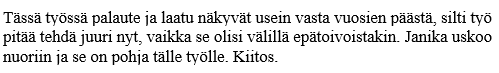 Tässä työssä palaute ja laatu näkyvät usein vasta vuosien päästä, silti työ
pitää tehdä juuri nyt, vaikka se olisi välillä epätoivoistakin. Janika uskoo
nuoriin ja se on pohja tälle työlle. Kiitos.